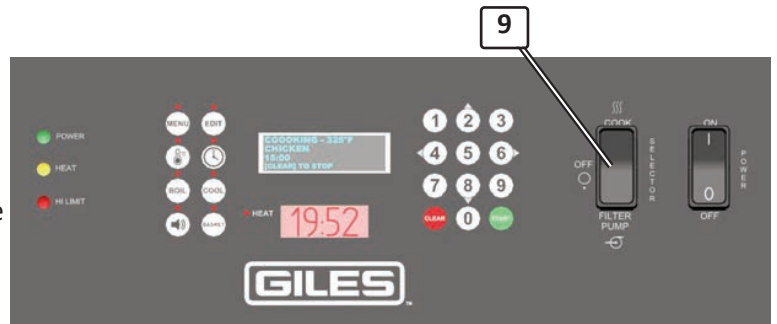 9
POWER
HEAT
HI LIMIT
MENU EDIT
BOIL COOL
BASKET
COOOKING - 325°F
CHICKEN
15:00
[CLEAR] TO STOP
HEAT
19:52
1 2 3
4 5 6
7 8 9
CLEAR 0 START
COOK
OFF
SELECTOR
FILTER
PUMP
ON
I
0
OFF
POWER
GILES
e